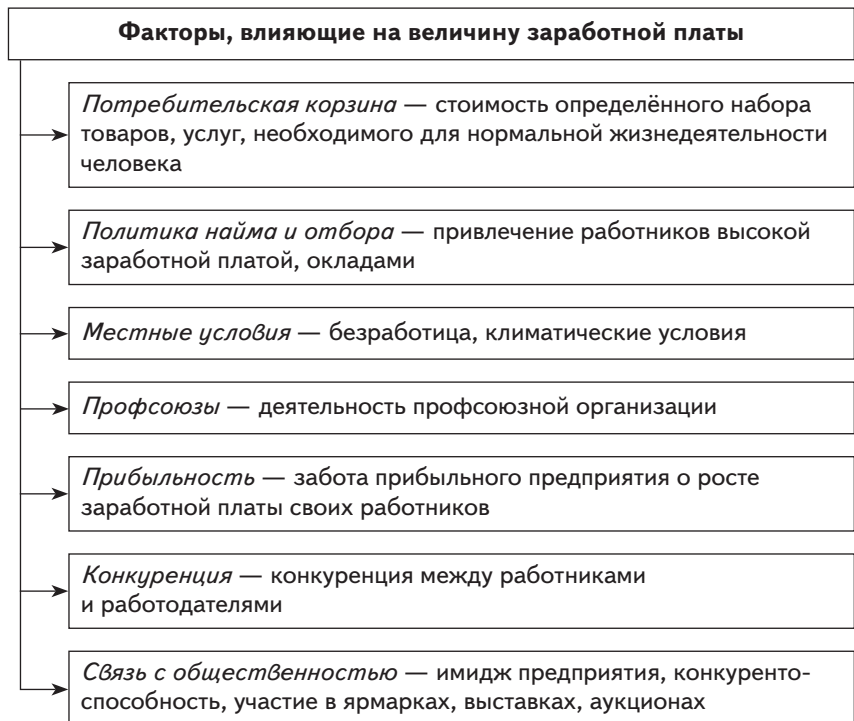 Факторы, влияющие на величину заработной платы
Потребительская корзина — стоимость определённого набора
товаров, услуг, необходимого для нормальной жизнедеятельности
человека
Политика найма и отбора — привлечение работников высокой
заработной платой, окладами
Местные условия — безработица, климатические условия
Профсоюзы — деятельность профсоюзной организации
Прибыльность — забота прибыльного предприятия о росте
заработной платы своих работников
Конкуренция — конкуренция между работниками
и работодателями
Связь с общественностью — имидж предприятия, конкуренто-
способность, участие в ярмарках, выставках, аукционах